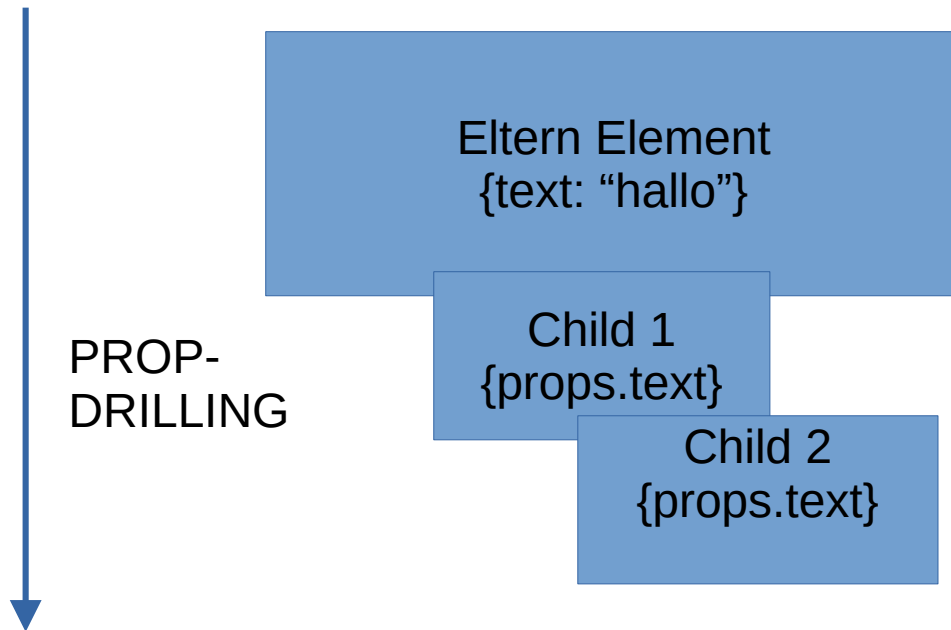 Eltern Element
{text: “hallo”}
Child 1
{props.text}
PROP-
DRILLING
Child 2
{props.text}